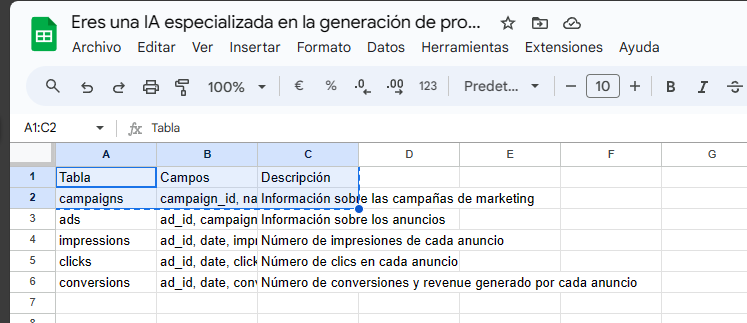 Eres una IA especializada en la generación de pro...
Archivo Editar Ver Insertar Formato Datos Herramientas Extensiones Ayuda
100% € % .0 .00 123 Predet... − 10 + B I S
A1:C2 fx Tabla
A B C D E F G
1 Tabla Campos Descripción
2 campaigns campaign_id, na Información sobre las campañas de marketing
3 ads ad_id, campaign Información sobre los anuncios
4 impressions ad_id, date, impr Número de impresiones de cada anuncio
5 clicks ad_id, date, click Número de clics en cada anuncio
6 conversions ad_id, date, conv Número de conversiones y revenue generado por cada anuncio
7
8